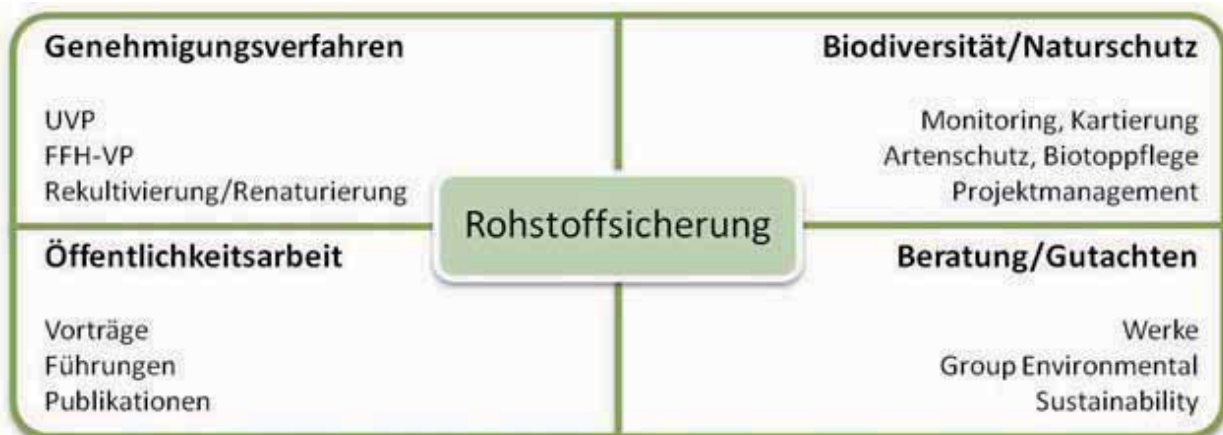 Genehmigungsverfahren
UVP
FFH-VP
Rekultivierung/Renaturierung
Biodiversität/Naturschutz
Monitoring, Kartierung
Artenschutz, Biotoppflege
Projektmanagement
Rohstoffsicherung
Öffentlichkeitsarbeit
Vorträge
Führungen
Publikationen
Beratung/Gutachten
Werke
Group Environmental
Sustainability